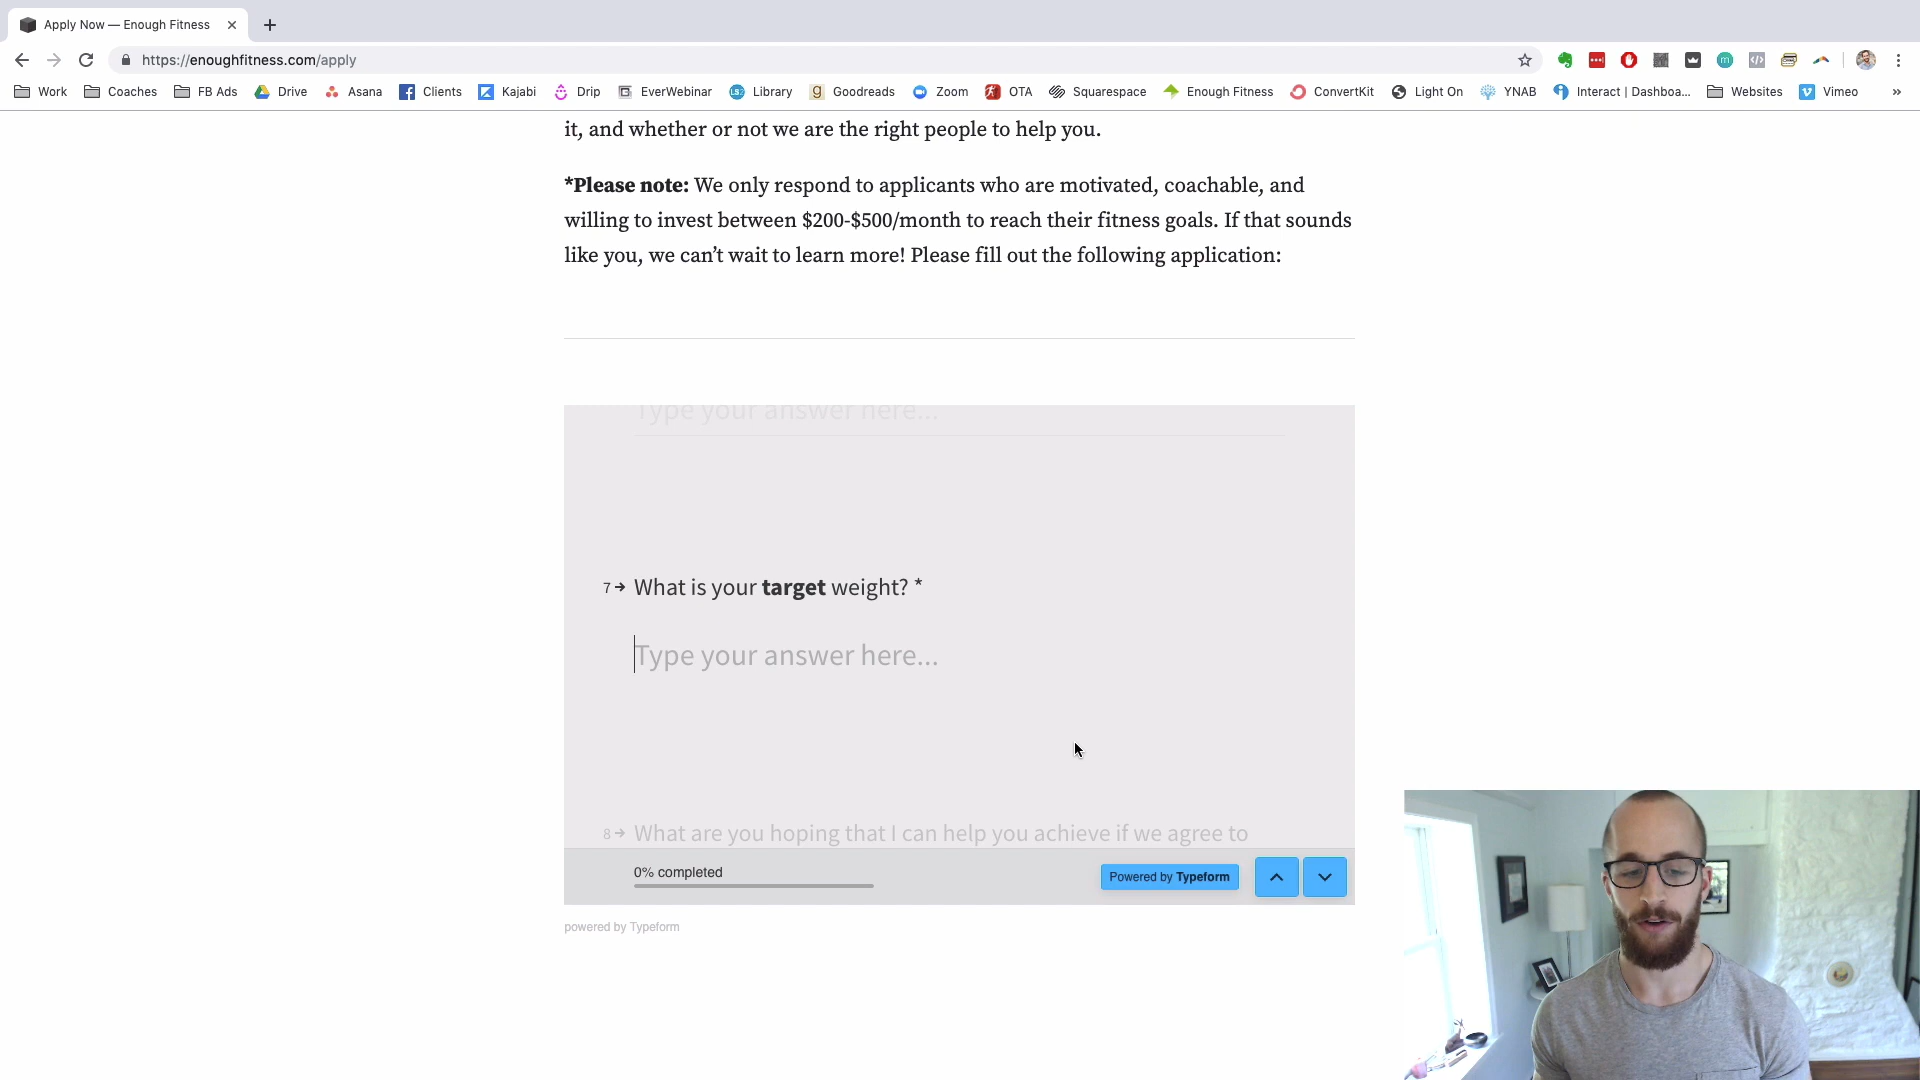 Apply Now — Enough Fitness
https://enoughfitness.com/apply
Work Coaches FB Ads Drive Asana Clients Kajabi Drip EverWebinar Library Goodreads Zoom OTA Squarespace Enough Fitness ConvertKit Light On YNAB Interact | Dashboa... Websites Vimeo »
it, and whether or not we are the right people to help you.
*Please note: We only respond to applicants who are motivated, coachable, and
willing to invest between $200-$500/month to reach their fitness goals. If that sounds
like you, we can’t wait to learn more! Please fill out the following application:
Type your answer here...
7 → What is your target weight? *
Type your answer here...
8 → What are you hoping that I can help you achieve if we agree to
0% completed
Powered by Typeform
powered by Typeform